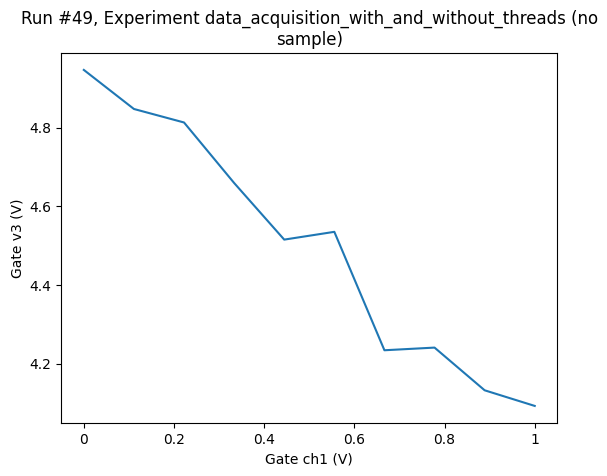 Run #49, Experiment data_acquisition_with_and_without_threads (no
sample)
4.8
4.6
4.4
4.2
Gate v3 (V)
0
0.2
0.4
0.6
0.8
1
Gate ch1 (V)